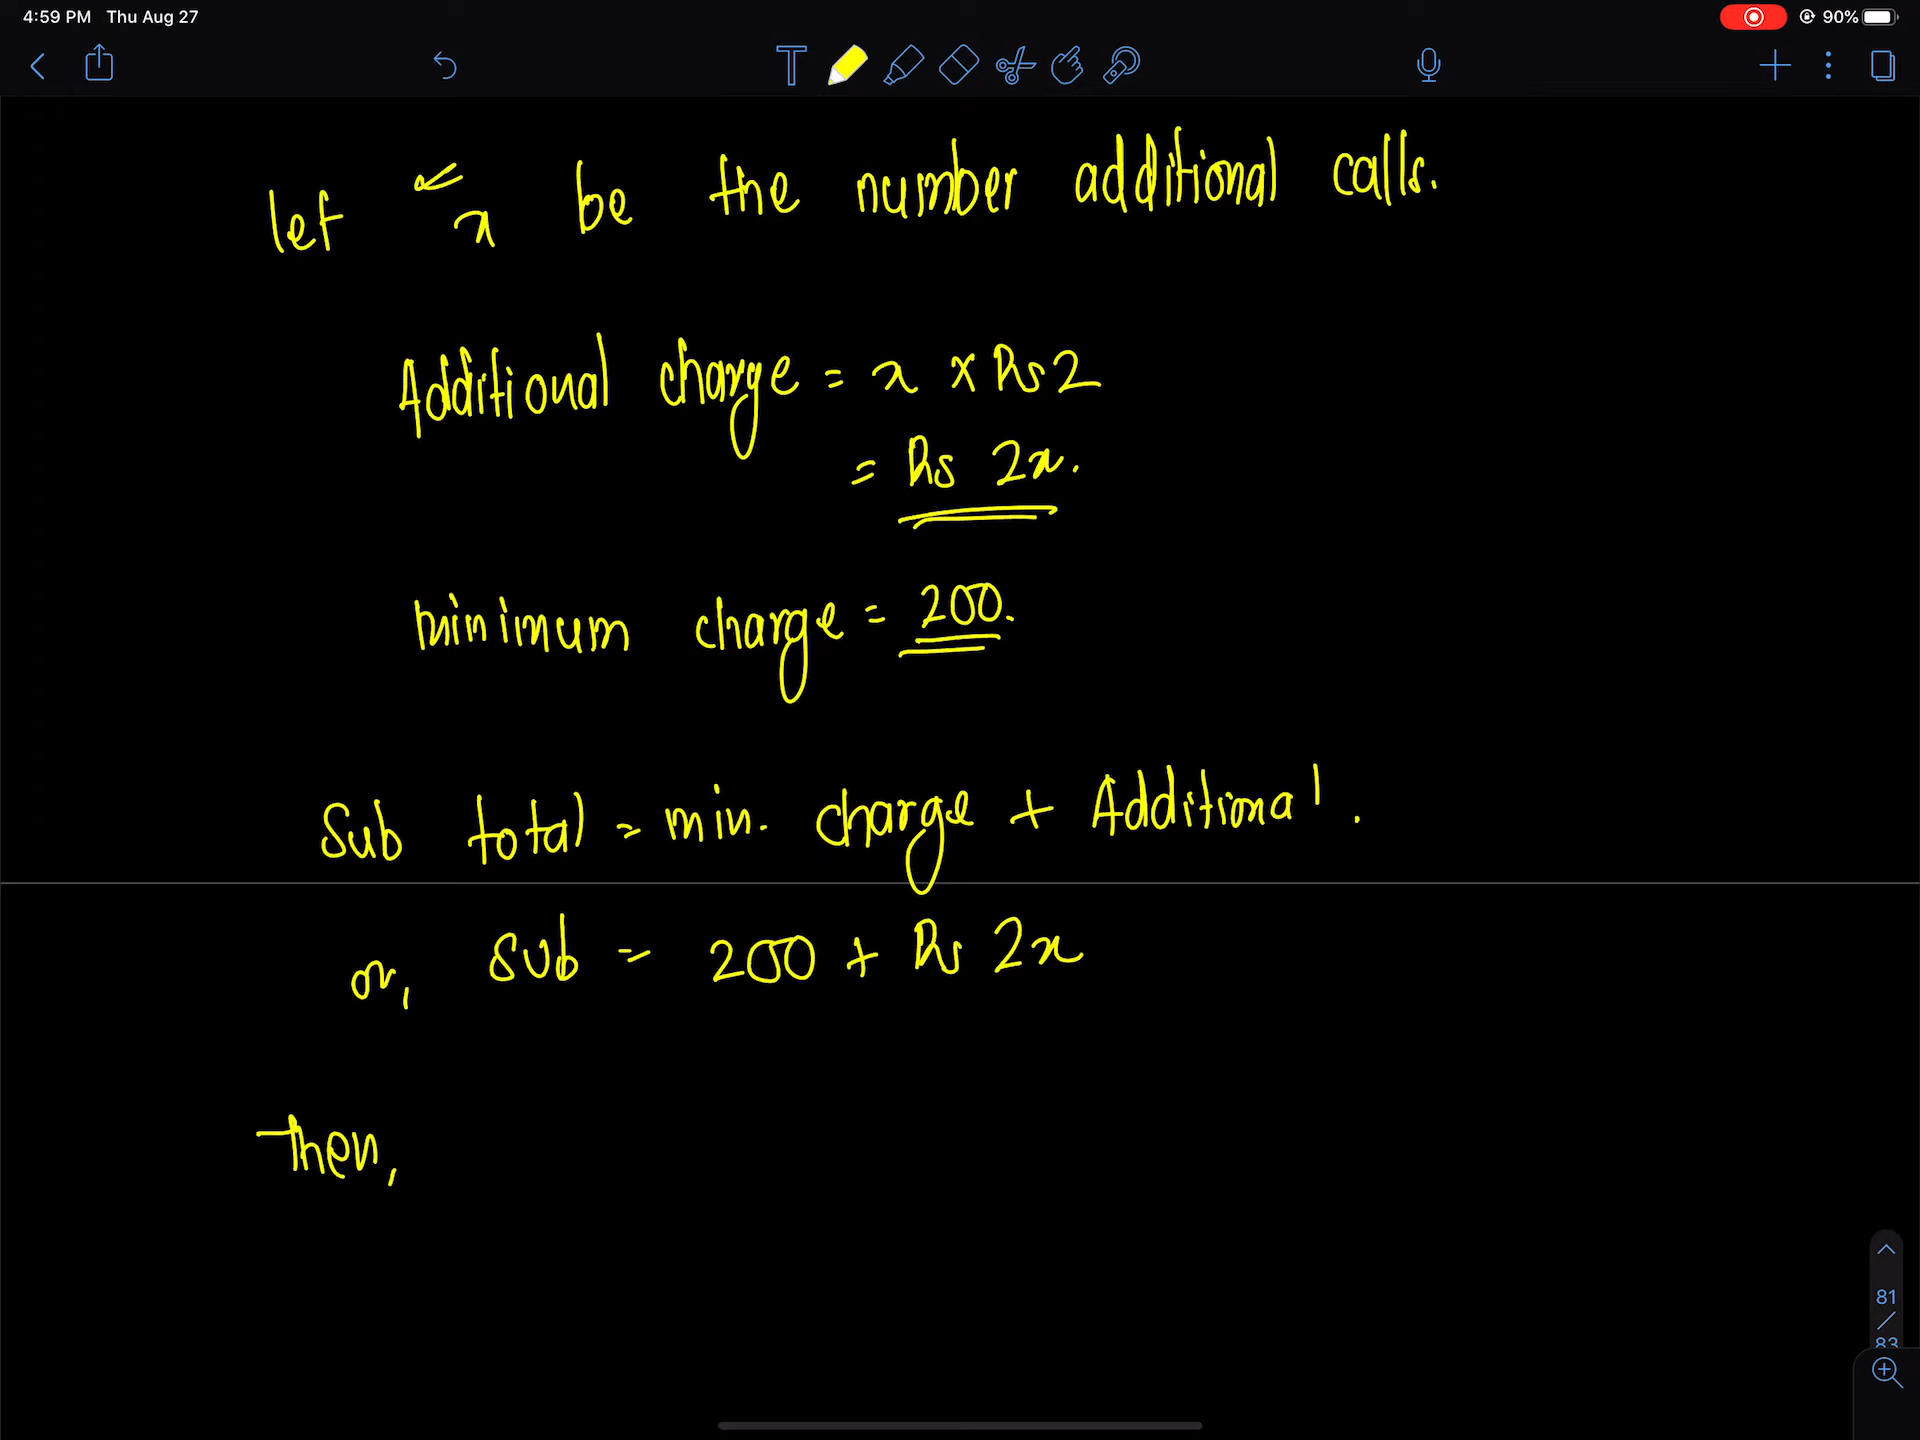 4:59 PM Thu Aug 27
90%
let x be the number additional calls.
Additional charge = x × Rs 2
= Rs 2x.
minimum charge = 200.
Sub total = min. charge + Additional.
or, sub = 200 + Rs 2x
Then,
81
/
83